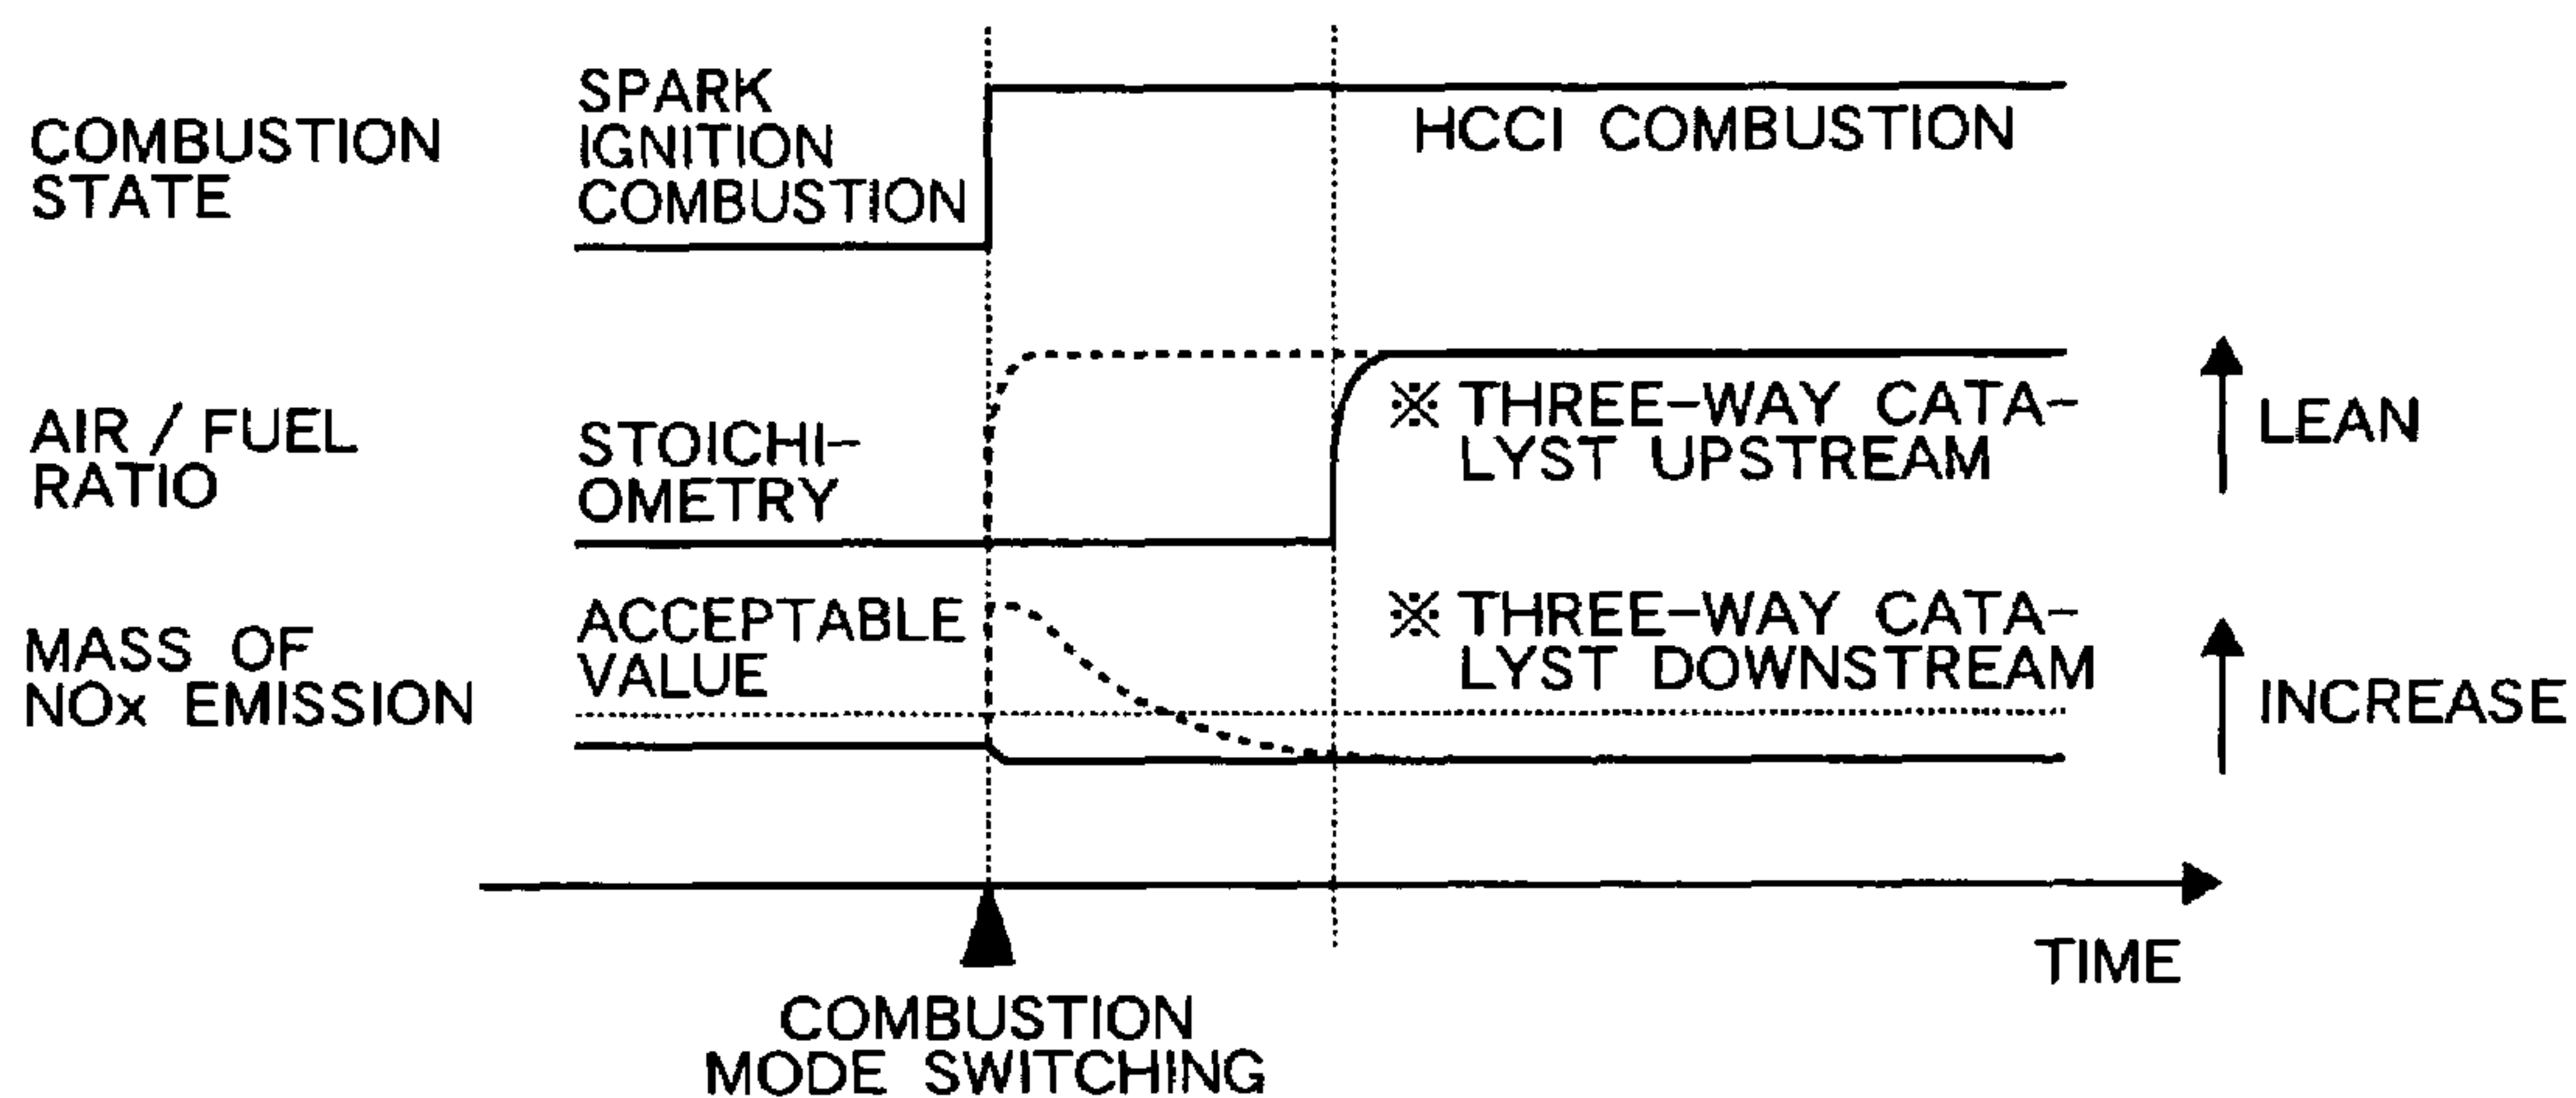 COMBUSTION
STATE
SPARK
IGNITION
COMBUSTION
HCCI COMBUSTION
AIR / FUEL
RATIO
STOICHI-
OMETRY
※ THREE-WAY CATA-
LYST UPSTREAM
LEAN
MASS OF
NOx EMISSION
ACCEPTABLE
VALUE
※ THREE-WAY CATA-
LYST DOWNSTREAM
INCREASE
TIME
COMBUSTION
MODE SWITCHING